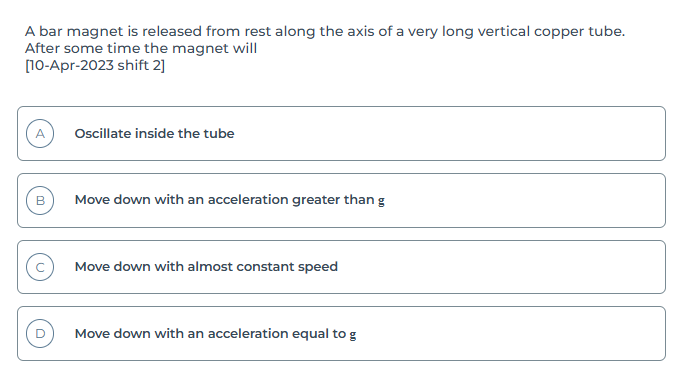 A bar magnet is released from rest along the axis of a very long vertical copper tube.
After some time the magnet will
[10-Apr-2023 shift 2]
A Oscillate inside the tube
B Move down with an acceleration greater than g
C Move down with almost constant speed
D Move down with an acceleration equal to g